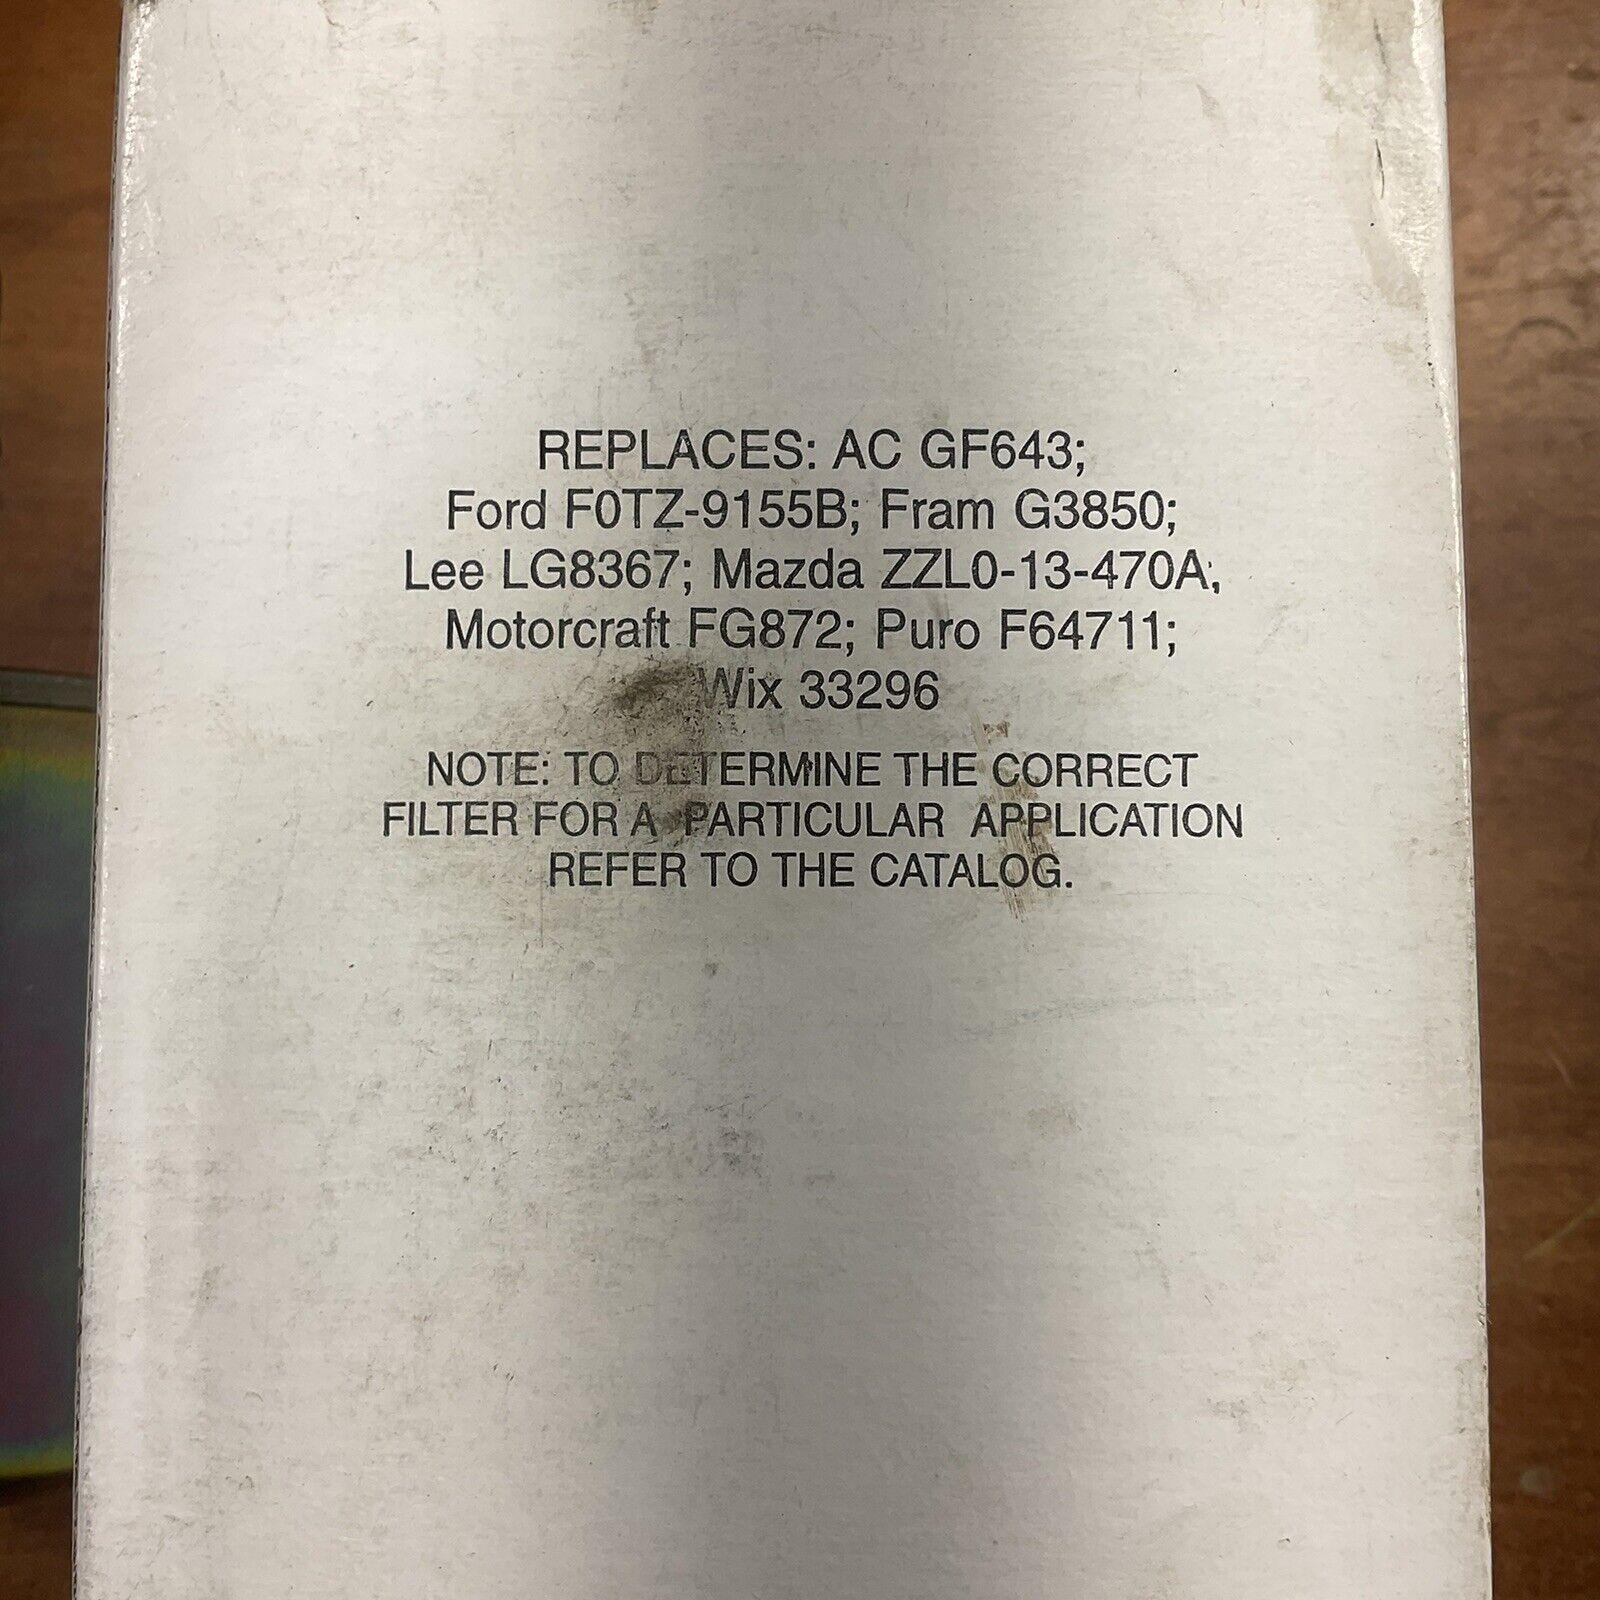 REPLACES: AC GF643;
Ford F0TZ-9155B; Fram G3850;
Lee LG8367; Mazda ZZL0-13-470A;
Motorcraft FG872; Puro F64711;
Wix 33296
NOTE: TO DETERMINE THE CORRECT
FILTER FOR A PARTICULAR APPLICATION
REFER TO THE CATALOG.